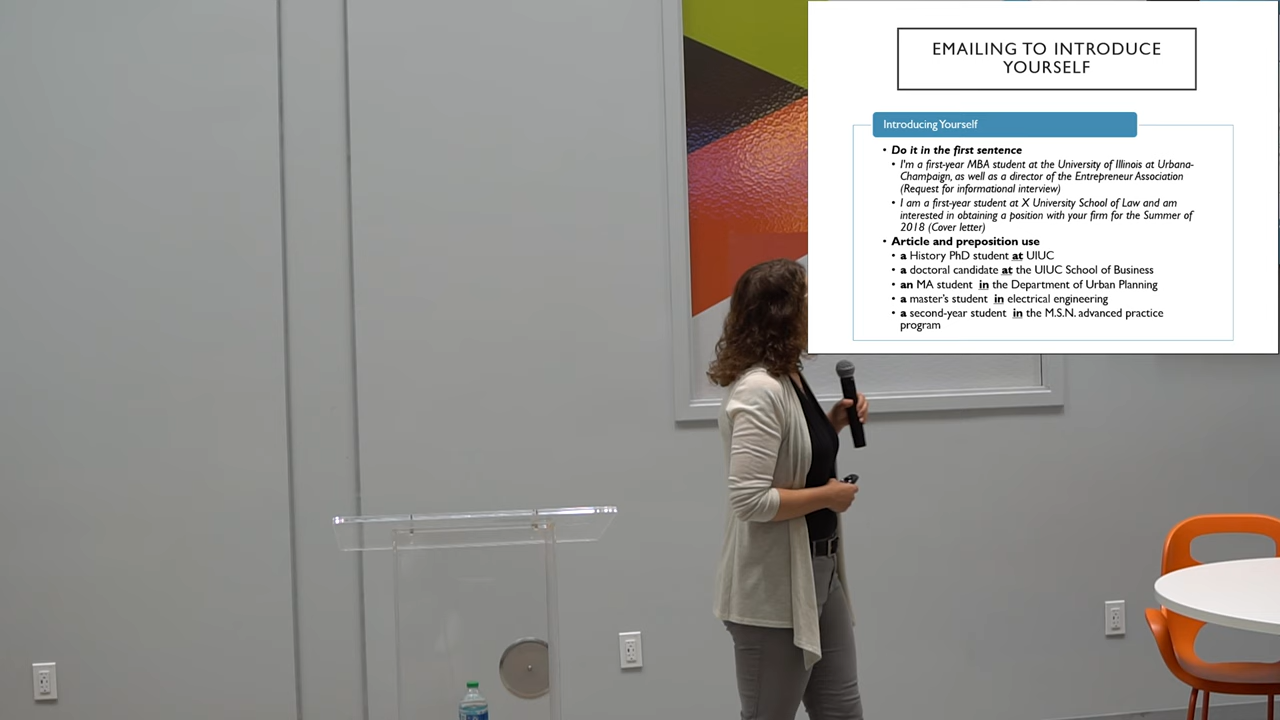 EMAILING TO INTRODUCE
YOURSELF
Introducing Yourself
• Do it in the first sentence
• I'm a first-year MBA student at the University of Illinois at Urbana-
Champaign, as well as a director of the Entrepreneur Association
(Request for informational interview)
• I am a first-year student at X University School of Law and am
interested in obtaining a position with your firm for the Summer of
2018 (Cover letter)
• Article and preposition use
• a History PhD student at UIUC
• a doctoral candidate at the UIUC School of Business
• an MA student in the Department of Urban Planning
• a master's student in electrical engineering
• a second-year student in the M.S.N. advanced practice
program